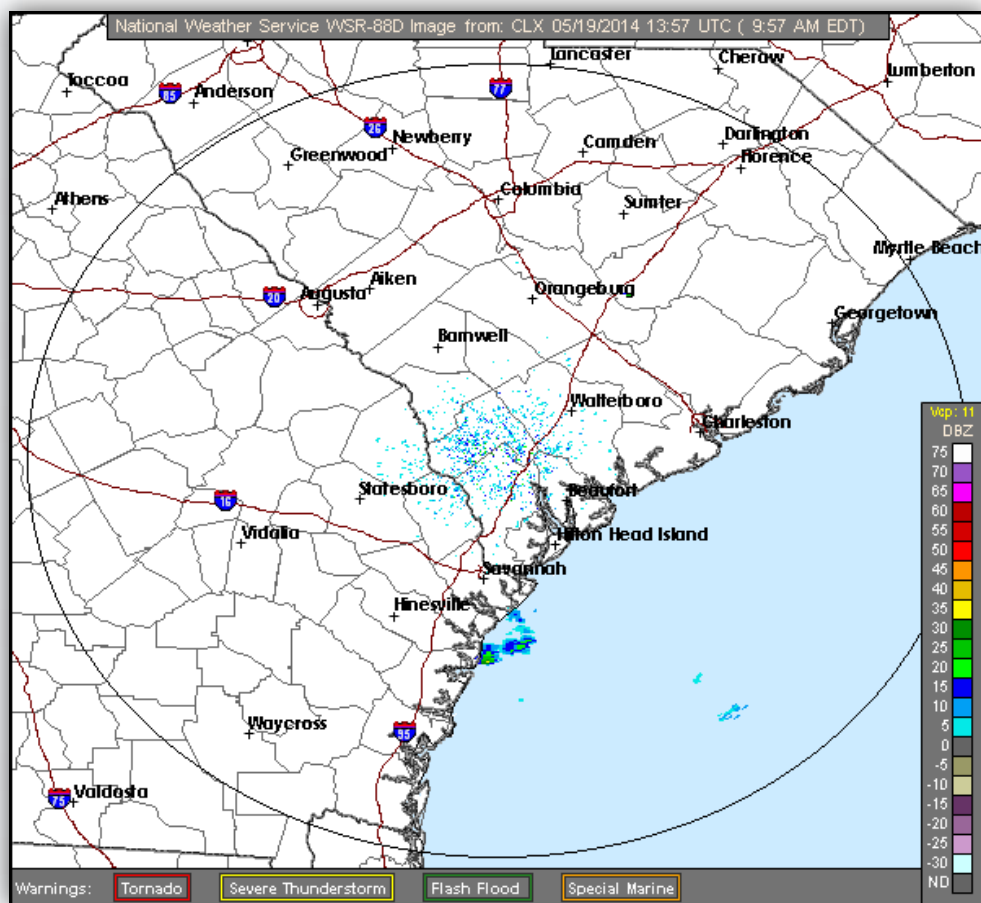 National Weather Service WSR-88D Image from: CLX 05/19/2014 13:57 UTC ( 9:57 AM EDT)
Lancaster
Cheraw
Lumberton
Toccoa
85
Anderson
77
26
Newberry
Camden
Darlington
Florence
Greenwood
Athens
Columbia
Sumter
Myrtle Beach
Aiken
20
Augusta
Orangeburg
Georgetown
Barnwell
Walterboro
Charleston
Statesboro
16
Beaufort
Vidalia
Hilton Head Island
Savannah
Hinesville
Waycross
95
75
Valdosta
Vcp: 11
DBZ
75
70
65
60
55
50
45
40
35
30
25
20
15
10
5
0
-5
-10
-15
-20
-25
-30
ND
Warnings: Tornado Severe Thunderstorm Flash Flood Special Marine